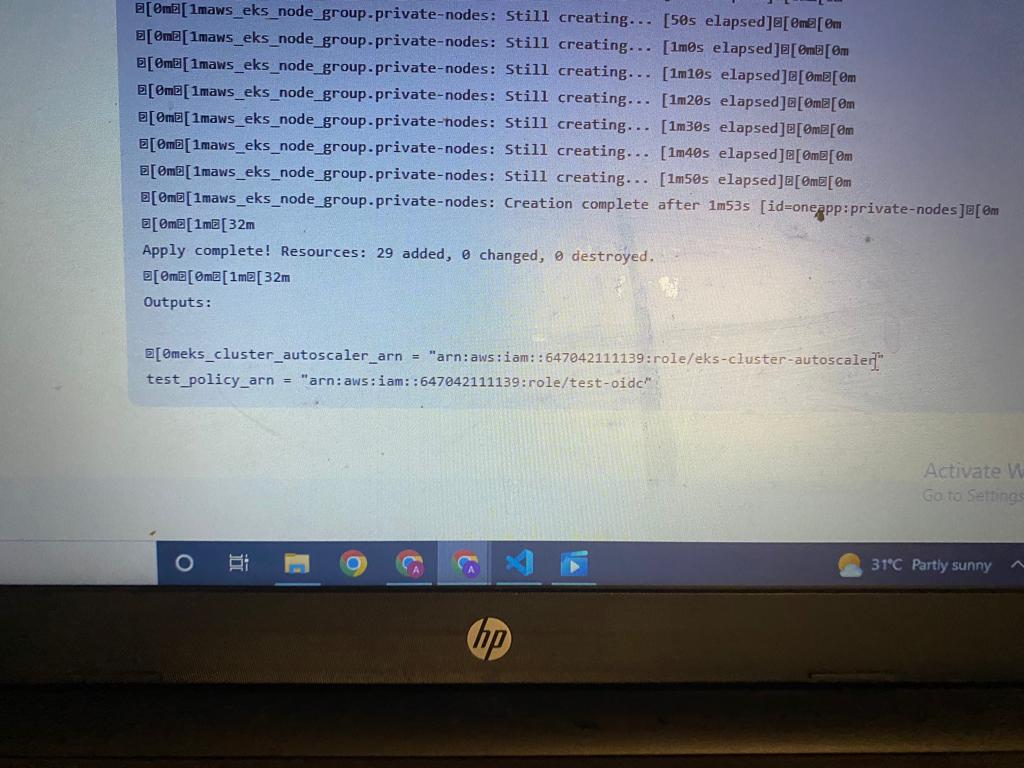 �[0m�[1maws_eks_node_group.private-nodes: Still creating... [50s elapsed]�[0m�[0m
�[0m�[1maws_eks_node_group.private-nodes: Still creating... [1m0s elapsed]�[0m�[0m
�[0m�[1maws_eks_node_group.private-nodes: Still creating... [1m10s elapsed]�[0m�[0m
�[0m�[1maws_eks_node_group.private-nodes: Still creating... [1m20s elapsed]�[0m�[0m
�[0m�[1maws_eks_node_group.private-nodes: Still creating... [1m30s elapsed]�[0m�[0m
�[0m�[1maws_eks_node_group.private-nodes: Still creating... [1m40s elapsed]�[0m�[0m
�[0m�[1maws_eks_node_group.private-nodes: Still creating... [1m50s elapsed]�[0m�[0m
�[0m�[1maws_eks_node_group.private-nodes: Creation complete after 1m53s [id=oneapp:private-nodes]�[0m
�[0m�[1m�[32m
Apply complete! Resources: 29 added, 0 changed, 0 destroyed.
�[0m�[0m�[1m�[32m
Outputs:
�[0meks_cluster_autoscaler_arn = "arn:aws:iam::647042111139:role/eks-cluster-autoscaler"
test_policy_arn = "arn:aws:iam::647042111139:role/test-oidc"
Activate W
Go to Settings
A
A
31°C Partly sunny
hp